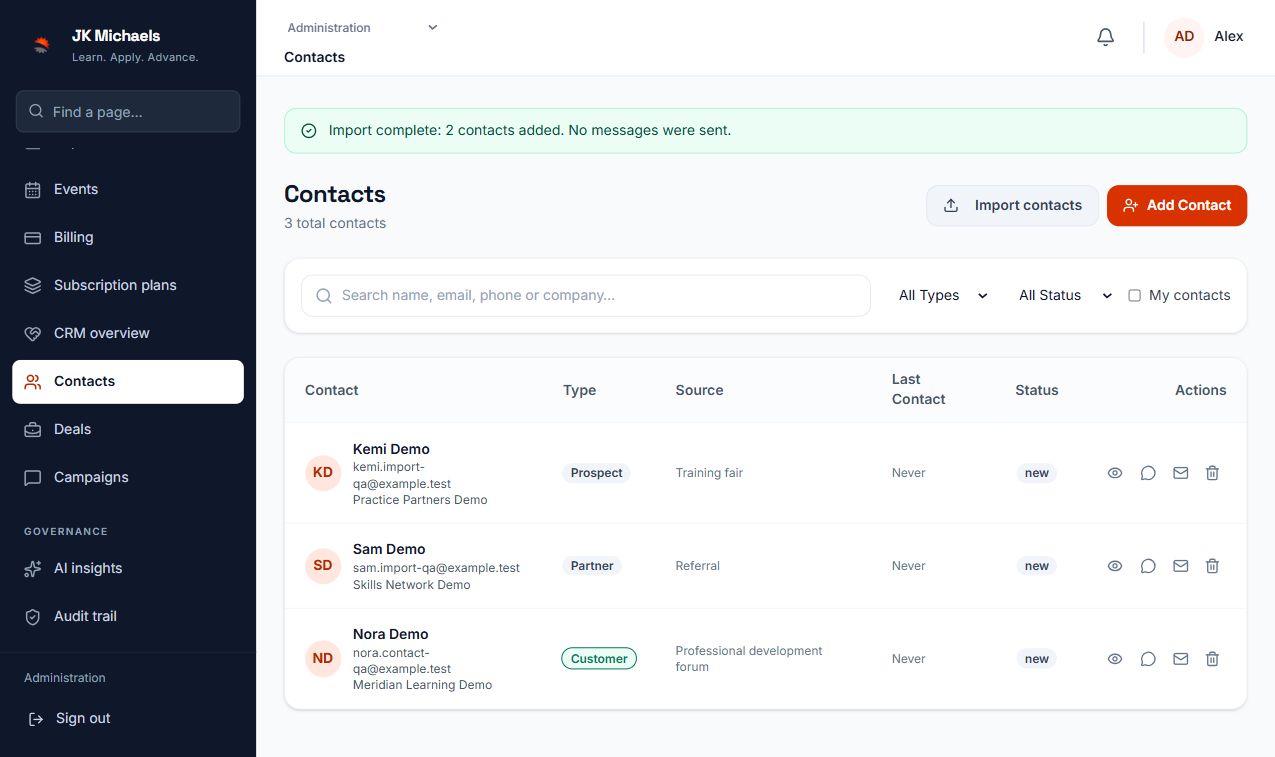 JK Michaels
Learn. Apply. Advance.
Find a page...
Events
Billing
Subscription plans
CRM overview
Contacts
Deals
Campaigns
GOVERNANCE
AI insights
Audit trail
Administration
Sign out
Administration
Contacts
AD Alex
Import complete: 2 contacts added. No messages were sent.
Contacts
3 total contacts
Import contacts
Add Contact
Search name, email, phone or company...
All Types
All Status
My contacts
Contact Type Source Last Contact Status Actions
KD
Kemi Demo
kemi.import-
qa@example.test
Practice Partners Demo
Prospect
Training fair
Never
new
SD
Sam Demo
sam.import-qa@example.test
Skills Network Demo
Partner
Referral
Never
new
ND
Nora Demo
nora.contact-
qa@example.test
Meridian Learning Demo
Customer
Professional development
forum
Never
new